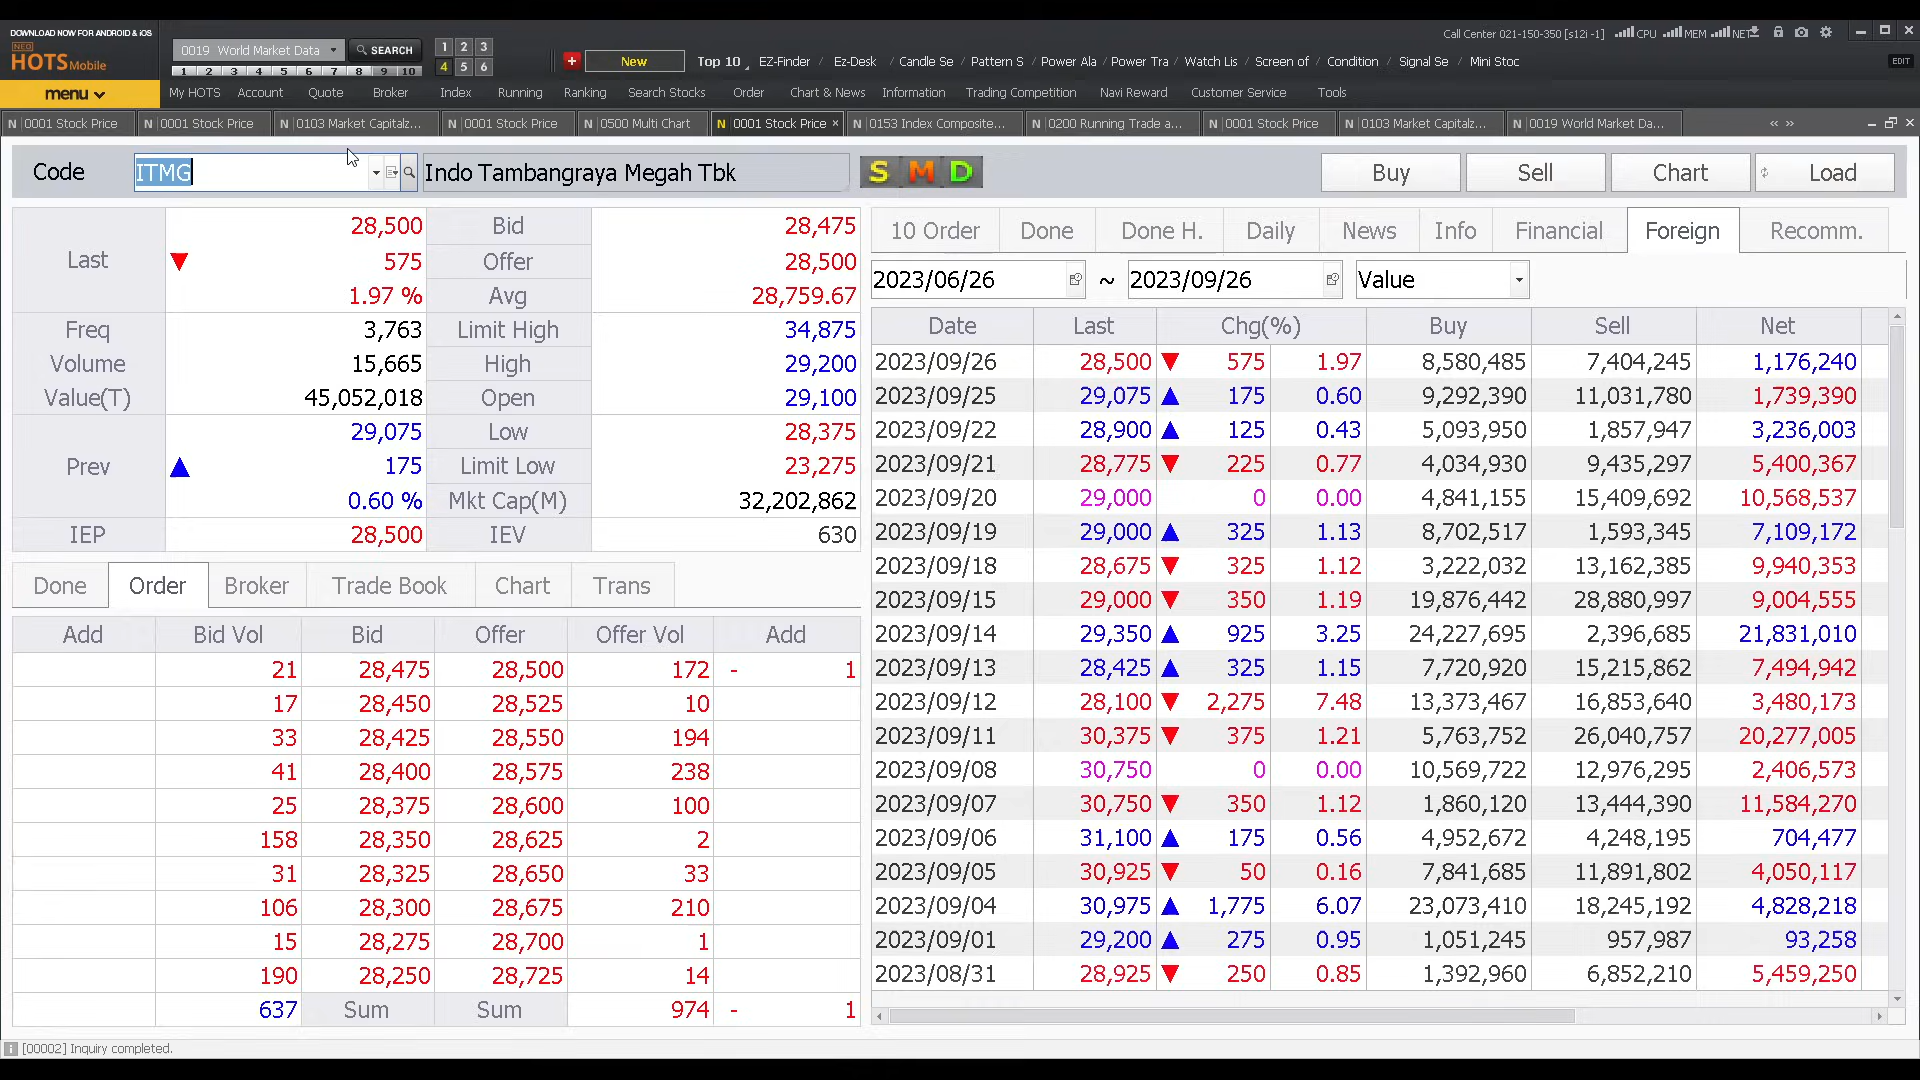 DOWNLOAD NOW FOR ANDROID & iOS
NEO
HOTS Mobile
menu
0019 World Market Data
SEARCH
1 2 3 4 5 6 7 8 9 10
1 2 3
4 5 6
New
Top 10 EZ-Finder / Ez-Desk / Candle Se / Pattern S / Power Ala / Power Tra / Watch Lis / Screen of / Condition / Signal Se / Mini Stoc
Call Center 021-150-350 [s12i -1] CPU MEM NET
EDIT
My HOTS Account Quote Broker Index Running Ranking Search Stocks Order Chart & News Information Trading Competition Navi Reward Customer Service Tools
N 0001 Stock Price N 0001 Stock Price N 0103 Market Capitalz... N 0001 Stock Price N 0500 Multi Chart N 0001 Stock Price × N 0153 Index Composite... N 0200 Running Trade a... N 0001 Stock Price N 0103 Market Capitalz... N 0019 World Market Da...
Code ITMG Indo Tambangraya Megah Tbk S M D Buy Sell Chart Load
Last 28,500 Bid 28,475
▼ 575 Offer 28,500
1.97 % Avg 28,759.67
Freq 3,763 Limit High 34,875
Volume 15,665 High 29,200
Value(T) 45,052,018 Open 29,100
Prev 29,075 Low 28,375
▲ 175 Limit Low 23,275
0.60 % Mkt Cap(M) 32,202,862
IEP 28,500 IEV 630
Done Order Broker Trade Book Chart Trans
Add Bid Vol Bid Offer Offer Vol Add
21 28,475 28,500 172 - 1
17 28,450 28,525 10
33 28,425 28,550 194
41 28,400 28,575 238
25 28,375 28,600 100
158 28,350 28,625 2
31 28,325 28,650 33
106 28,300 28,675 210
15 28,275 28,700 1
190 28,250 28,725 14
637 Sum Sum 974 - 1
10 Order Done Done H. Daily News Info Financial Foreign Recomm.
2023/06/26 ~ 2023/09/26 Value
Date Last Chg(%) Buy Sell Net
2023/09/26 28,500 ▼ 575 1.97 8,580,485 7,404,245 1,176,240
2023/09/25 29,075 ▲ 175 0.60 9,292,390 11,031,780 1,739,390
2023/09/22 28,900 ▲ 125 0.43 5,093,950 1,857,947 3,236,003
2023/09/21 28,775 ▼ 225 0.77 4,034,930 9,435,297 5,400,367
2023/09/20 29,000 0 0.00 4,841,155 15,409,692 10,568,537
2023/09/19 29,000 ▲ 325 1.13 8,702,517 1,593,345 7,109,172
2023/09/18 28,675 ▼ 325 1.12 3,222,032 13,162,385 9,940,353
2023/09/15 29,000 ▼ 350 1.19 19,876,442 28,880,997 9,004,555
2023/09/14 29,350 ▲ 925 3.25 24,227,695 2,396,685 21,831,010
2023/09/13 28,425 ▲ 325 1.15 7,720,920 15,215,862 7,494,942
2023/09/12 28,100 ▼ 2,275 7.48 13,373,467 16,853,640 3,480,173
2023/09/11 30,375 ▼ 375 1.21 5,763,752 26,040,757 20,277,005
2023/09/08 30,750 0 0.00 10,569,722 12,976,295 2,406,573
2023/09/07 30,750 ▼ 350 1.12 1,860,120 13,444,390 11,584,270
2023/09/06 31,100 ▲ 175 0.56 4,952,672 4,248,195 704,477
2023/09/05 30,925 ▼ 50 0.16 7,841,685 11,891,802 4,050,117
2023/09/04 30,975 ▲ 1,775 6.07 23,073,410 18,245,192 4,828,218
2023/09/01 29,200 ▲ 275 0.95 1,051,245 957,987 93,258
2023/08/31 28,925 ▼ 250 0.85 1,392,960 6,852,210 5,459,250
[00002] Inquiry completed.